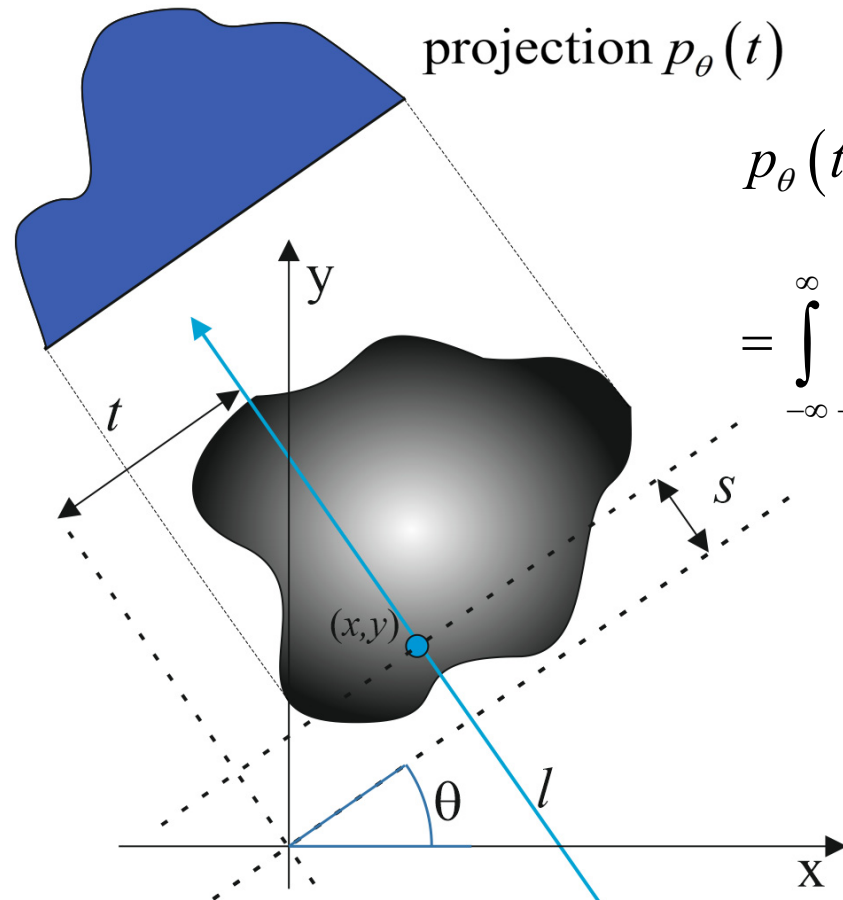 projection pθ(t)
pθ(t
y
∞
= ∫
−∞ -
t
s
(x,y)
l
θ
x